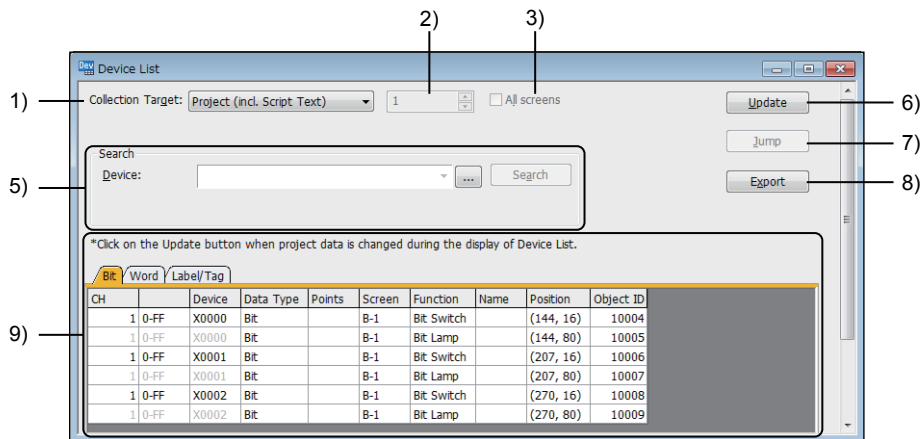 2)
3)
Device List
1)
Collection Target:
Project (incl. Script Text)
1
All screens
Update
6)
Jump
7)
Search
Device:
...
Search
Export
8)
5)
*Click on the Update button when project data is changed during the display of Device List.
Bit Word Label/Tag
CH Device Data Type Points Screen Function Name Position Object ID
1 0-FF X0000 Bit B-1 Bit Switch (144, 16) 10004
1 0-FF X0000 Bit B-1 Bit Lamp (144, 80) 10005
1 0-FF X0001 Bit B-1 Bit Switch (207, 16) 10006
1 0-FF X0001 Bit B-1 Bit Lamp (207, 80) 10007
1 0-FF X0002 Bit B-1 Bit Switch (270, 16) 10008
1 0-FF X0002 Bit B-1 Bit Lamp (270, 80) 10009
9)